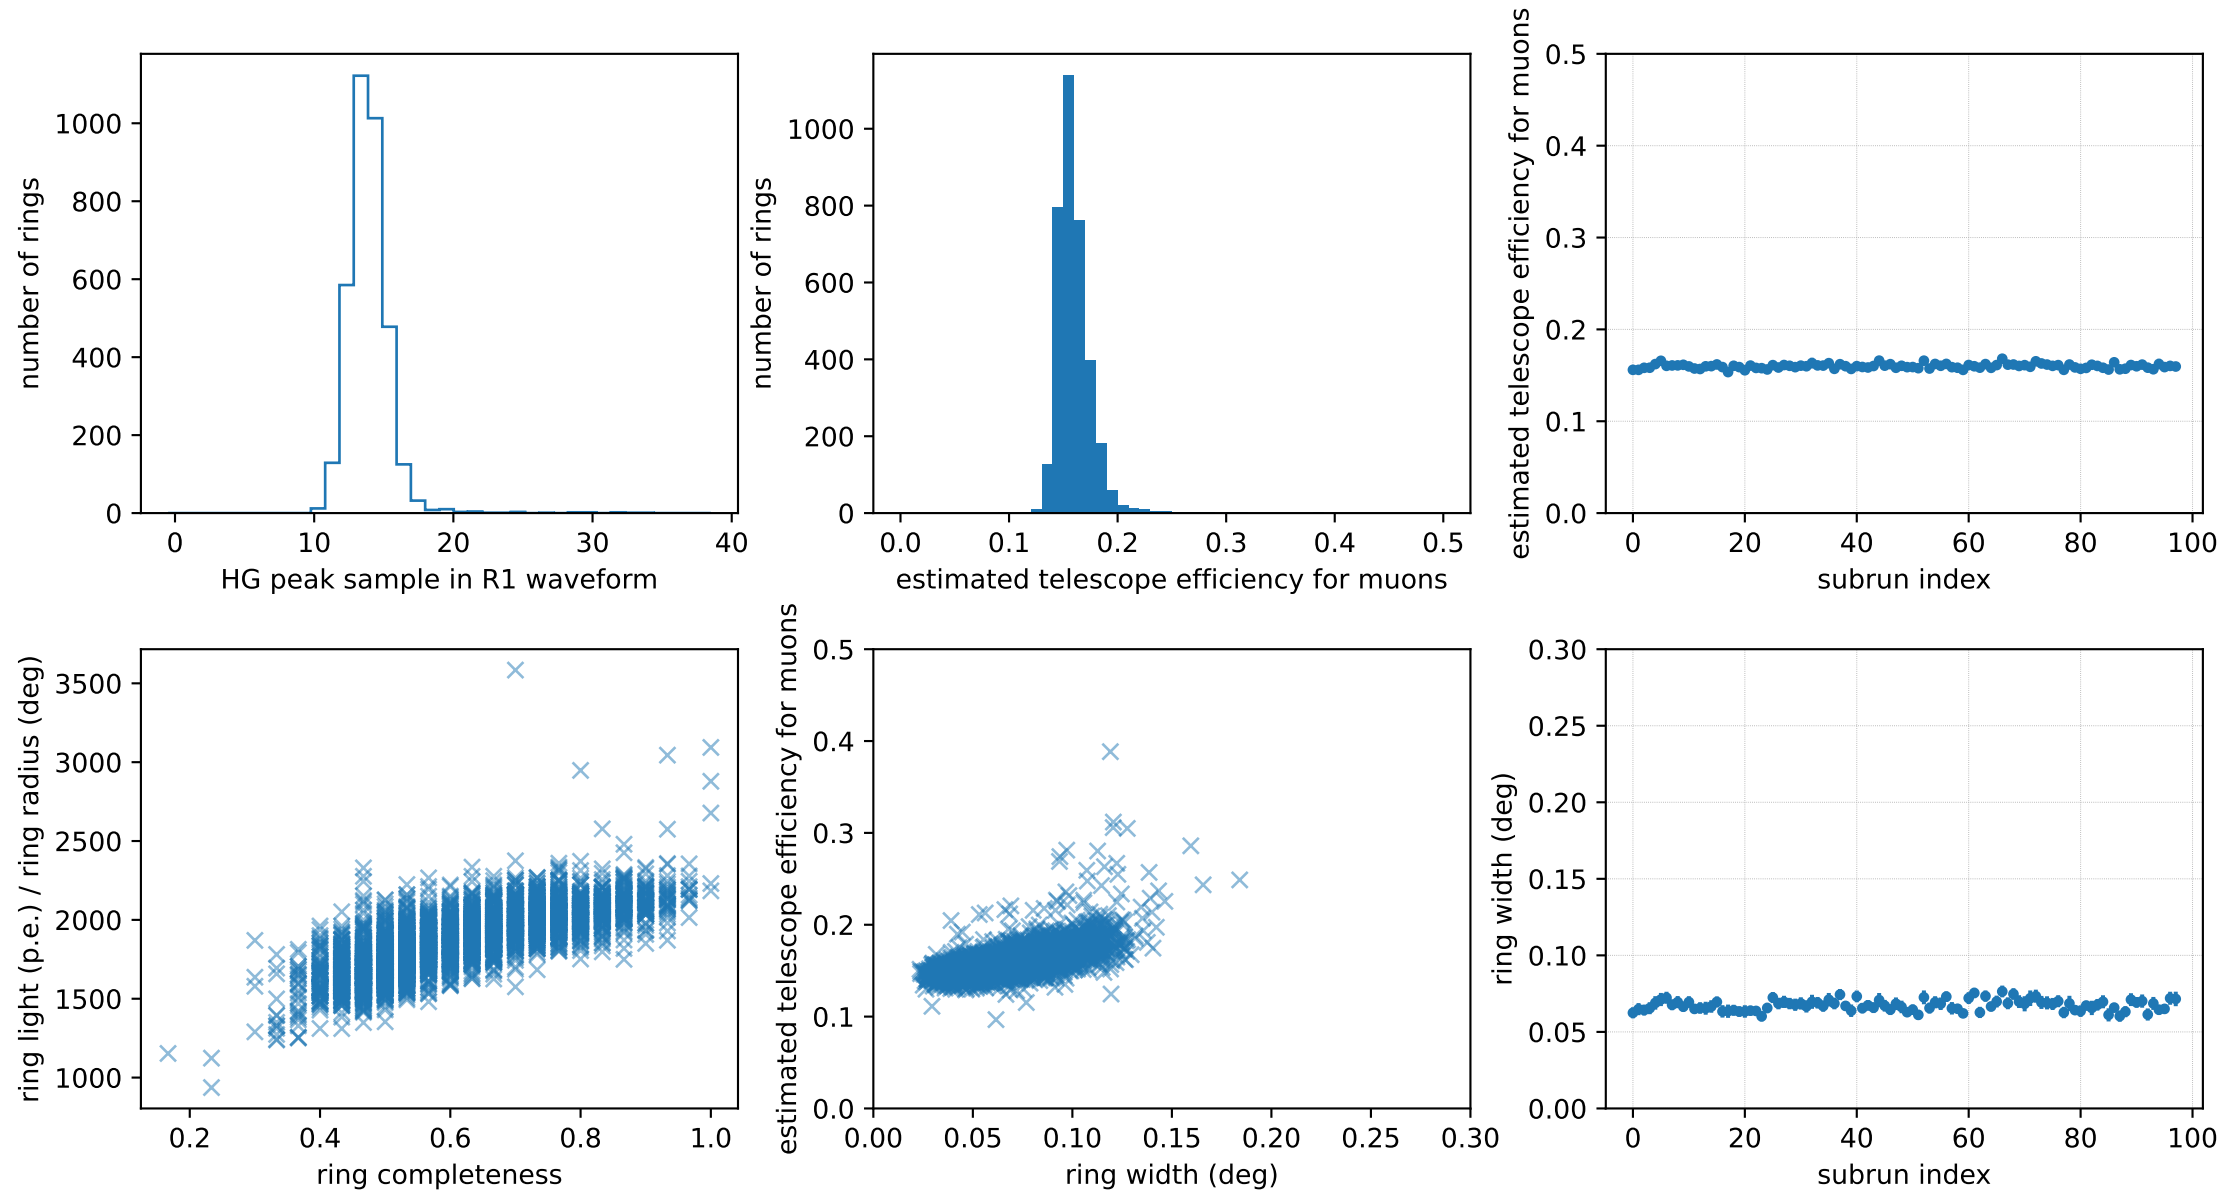 number of rings
1000
800
600
400
200
0
0 10 20 30 40
HG peak sample in R1 waveform
number of rings
1000
800
600
400
200
0
0.0 0.1 0.2 0.3 0.4 0.5
estimated telescope efficiency for muons
estimated telescope efficiency for muons
0.5
0.4
0.3
0.2
0.1
0.0
0 20 40 60 80 100
subrun index
ring light (p.e.) / ring radius (deg)
3500
3000
2500
2000
1500
1000
0.2 0.4 0.6 0.8 1.0
ring completeness
estimated telescope efficiency for muons
0.5
0.4
0.3
0.2
0.1
0.0
0.00 0.05 0.10 0.15 0.20 0.25 0.30
ring width (deg)
ring width (deg)
0.30
0.25
0.20
0.15
0.10
0.05
0.00
0 20 40 60 80 100
subrun index